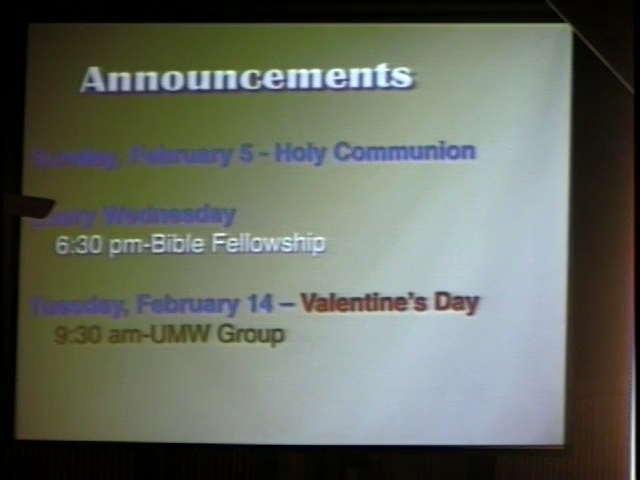 Announcements
Sunday, February 5 - Holy Communion
Every Wednesday
6:30 pm-Bible Fellowship
Tuesday, February 14 – Valentine's Day
9:30 am-UMW Group